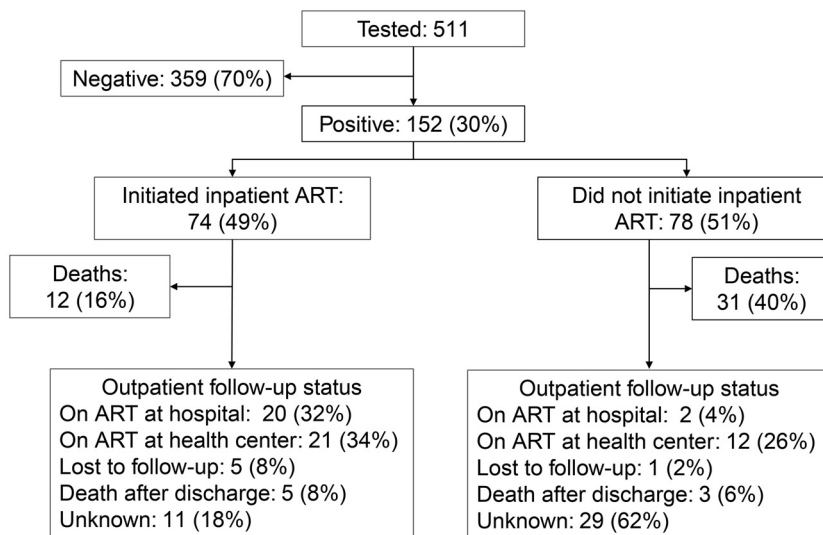 Tested: 511
Negative: 359 (70%)
Positive: 152 (30%)
Initiated inpatient ART:
74 (49%)
Did not initiate inpatient
ART: 78 (51%)
Deaths:
12 (16%)
Deaths:
31 (40%)
Outpatient follow-up status
On ART at hospital: 20 (32%)
On ART at health center: 21 (34%)
Lost to follow-up: 5 (8%)
Death after discharge: 5 (8%)
Unknown: 11 (18%)
Outpatient follow-up status
On ART at hospital: 2 (4%)
On ART at health center: 12 (26%)
Lost to follow-up: 1 (2%)
Death after discharge: 3 (6%)
Unknown: 29 (62%)